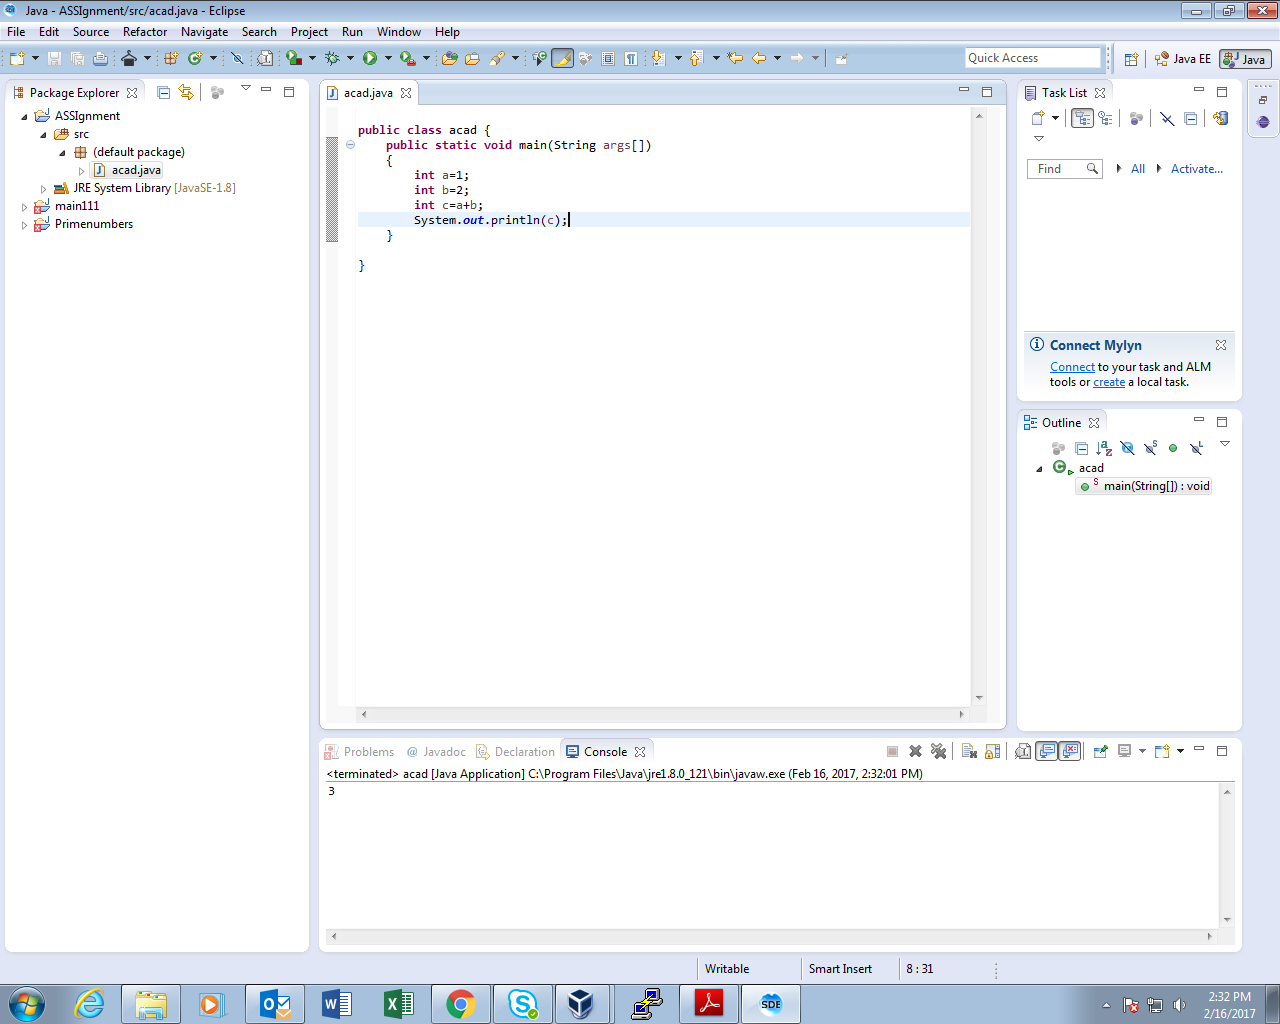 Java - ASSIgnment/src/acad.java - Eclipse
File Edit Source Refactor Navigate Search Project Run Window Help
Quick Access
Java EE
Java
Package Explorer
ASSIgnment
src
(default package)
acad.java
JRE System Library [JavaSE-1.8]
main111
Primenumbers
acad.java
public class acad {
public static void main(String args[])
{
int a=1;
int b=2;
int c=a+b;
System.out.println(c);
}
}
Task List
Find
All
Activate...
Connect Mylyn
Connect to your task and ALM
tools or create a local task.
Outline
acad
main(String[]) : void
Problems @ Javadoc Declaration Console
<terminated> acad [Java Application] C:\Program Files\Java\jre1.8.0_121\bin\javaw.exe (Feb 16, 2017, 2:32:01 PM)
3
Writable
Smart Insert
8 : 31
SDE
2:32 PM
2/16/2017